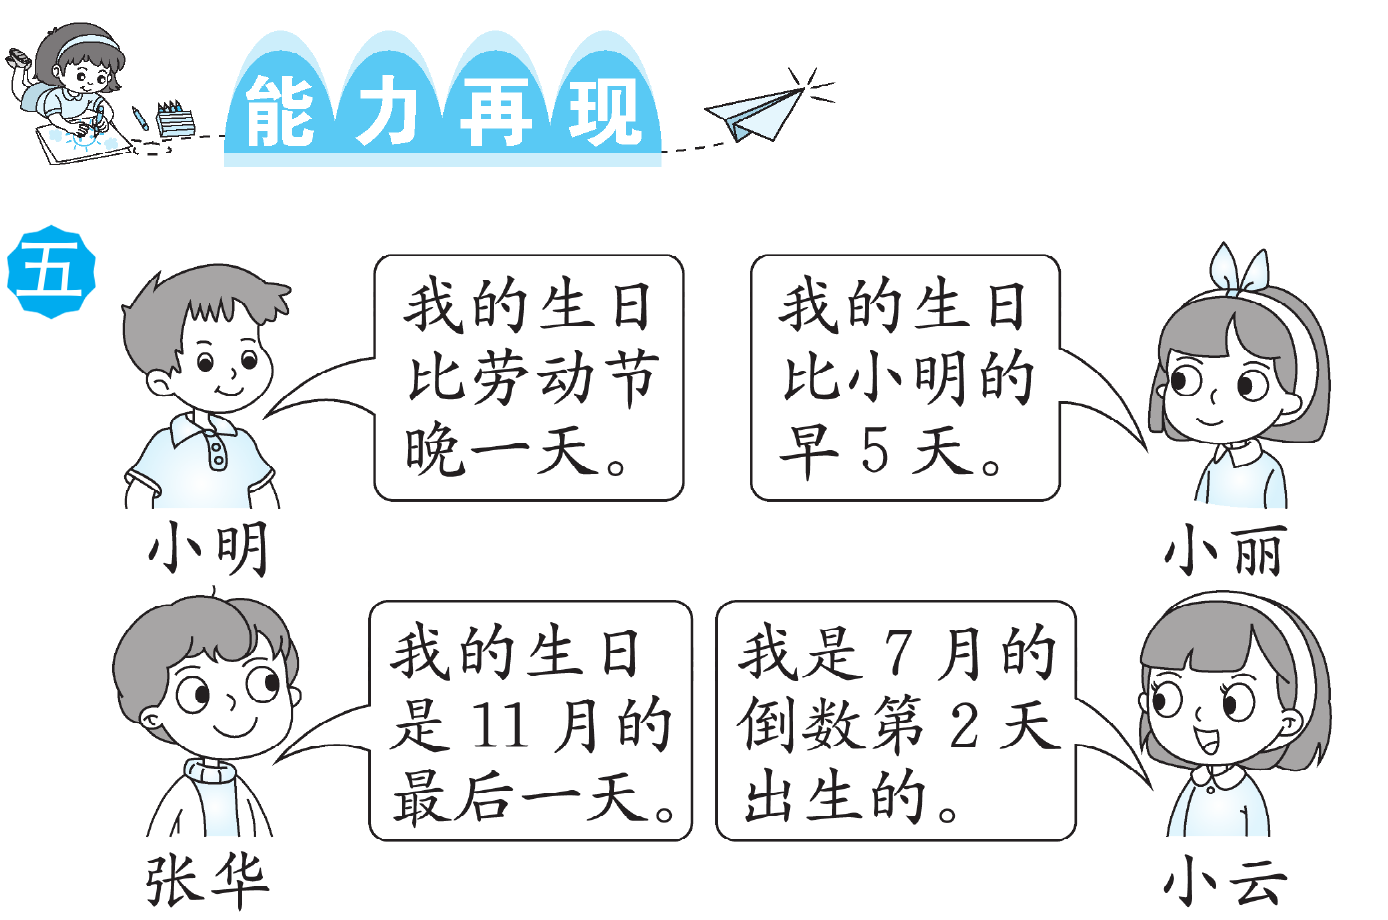 能力再现
五
我的生日
比劳动节
晚一天。
小明
我的生日
比小明的
早5天。
小丽
我的生日
是11月的
最后一天。
张华
我是7月的
倒数第2天
出生的。
小云